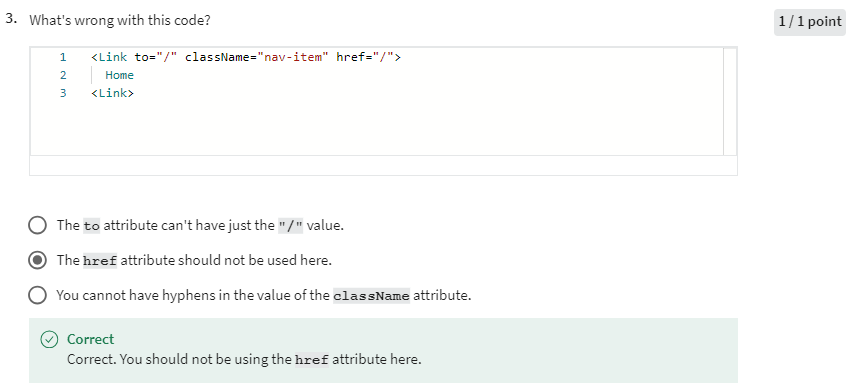 3. What's wrong with this code?
1 / 1 point
1 <Link to="/" className="nav-item" href="/">
2 Home
3 <Link>
The to attribute can't have just the "/" value.
The href attribute should not be used here.
You cannot have hyphens in the value of the className attribute.
Correct
Correct. You should not be using the href attribute here.